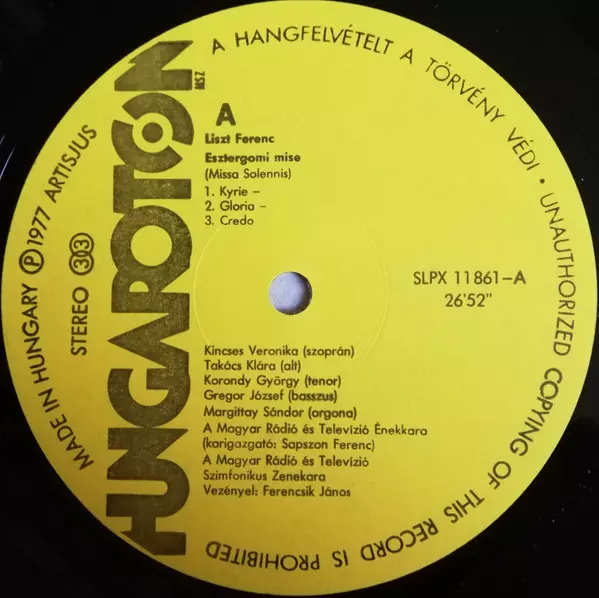 A HANGFELVÉTELT A TÖRVÉNY VÉDI • UNAUTHORIZED COPYING OF THIS RECORD IS PROHIBITED
MADE IN HUNGARY Ⓟ 1977 ARTISJUS
STEREO 33
HUNGAROTON
MSZ
A
Liszt Ferenc
Esztergomi mise
(Missa Solennis)
1. Kyrie –
2. Gloria –
3. Credo
SLPX 11861–A
26'52"
Kincses Veronika (szoprán)
Takács Klára (alt)
Korondy György (tenor)
Gregor József (basszus)
Margittay Sándor (orgona)
A Magyar Rádió és Televízió Énekkara
(karigazgató: Sapszon Ferenc)
A Magyar Rádió és Televízió
Szimfonikus Zenekara
Vezényel: Ferencsik János